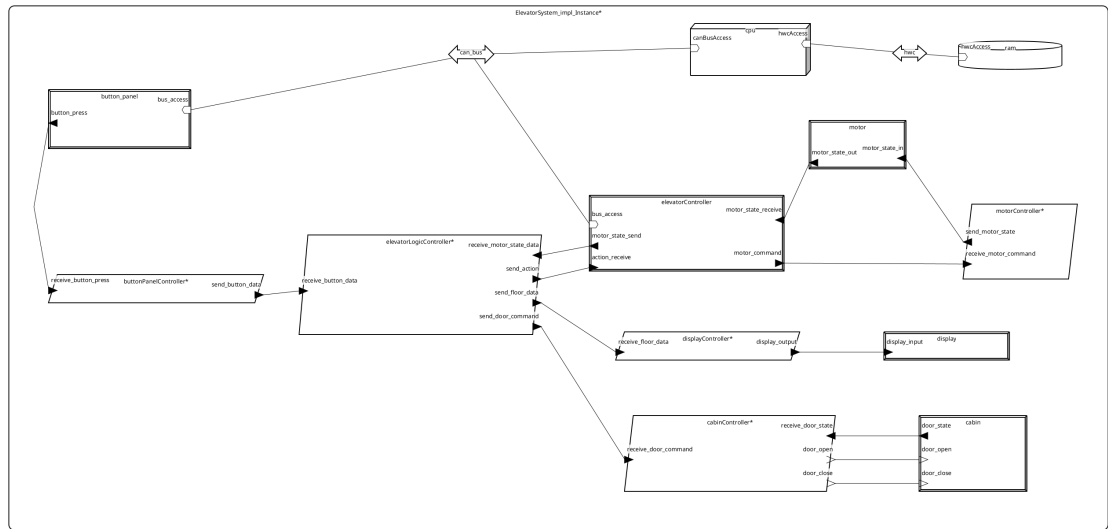 ElevatorSystem_impl_Instance*
can_bus
canBusAccess
cpu
hwcAccess
hwc
hwcAccess
ram
button_panel
bus_access
button_press
motor
motor_state_out
motor_state_in
elevatorController
bus_access
motor_state_receive
motor_state_send
action_receive
motor_command
motorController*
send_motor_state
receive_motor_command
elevatorLogicController*
receive_motor_state_data
send_action
receive_button_data
send_floor_data
send_door_command
receive_button_press
buttonPanelController*
send_button_data
receive_floor_data
displayController*
display_output
display_input
display
cabinController*
receive_door_state
receive_door_command
door_open
door_close
cabin
door_state
door_open
door_close